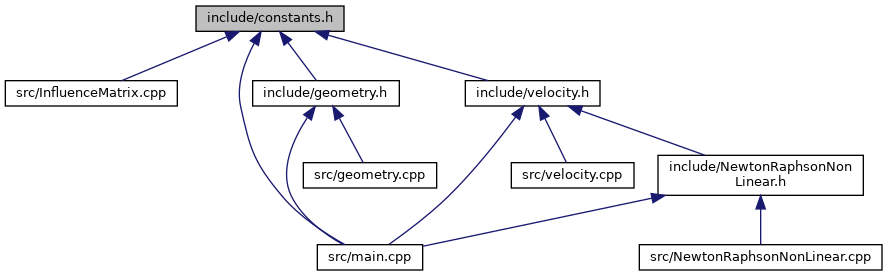 include/constants.h
src/InfluenceMatrix.cpp
include/geometry.h
include/velocity.h
src/geometry.cpp
src/velocity.cpp
include/NewtonRaphsonNon
Linear.h
src/main.cpp
src/NewtonRaphsonNonLinear.cpp